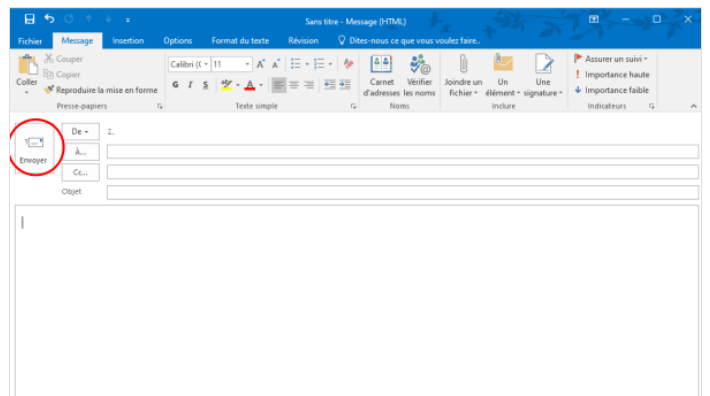 Sans titre - Message (HTML)
Fichier Message Insertion Options Format du texte Révision Dites-nous ce que vous voulez faire..
Coller
Couper
Copier
Reproduire la mise en forme
Presse-papiers
Calibri (C 11
G I S
Texte simple
Carnet d'adresses
Vérifier les noms
Noms
Joindre un fichier
Un élément
Une signature
Inclure
Assurer un suivi
Importance haute
Importance faible
Indicateurs
Envoyer
De
À...
Cc...
Objet